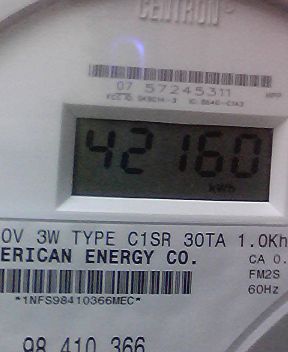 CENTRON®
07 57245311
42160
kWh
0V 3W TYPE C1SR 30TA 1.0Kh
ERICAN ENERGY CO.
CA 0.
FM2S
60Hz
*1NFS98410366MEC*
98 410 366